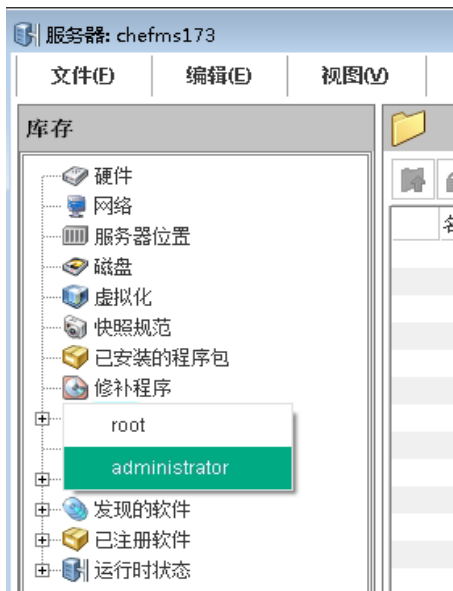 服务器: chefms173
文件(F) 编辑(E) 视图(V)
库存
硬件
网络
服务器位置
磁盘
虚拟化
快照规范
已安装的程序包
修补程序
root
administrator
发现的软件
已注册软件
运行时状态